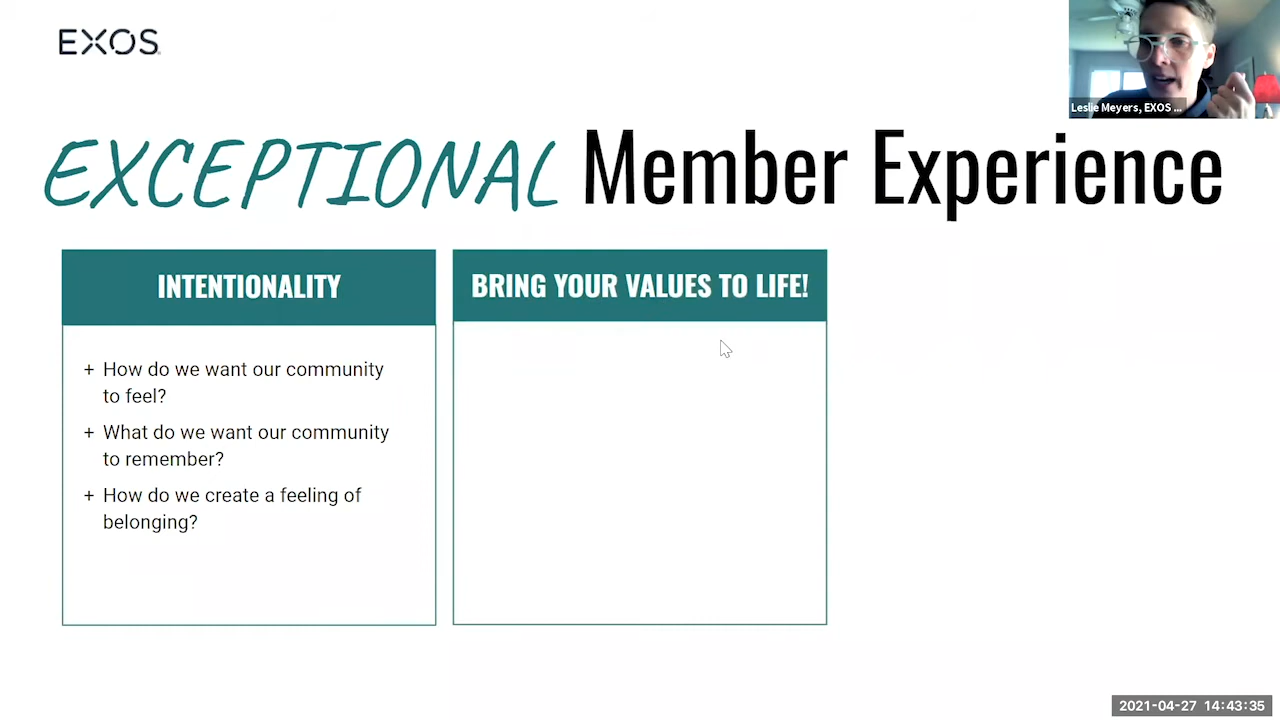 EXOS
Leslie Meyers, EXOS ...
EXCEPTIONAL Member Experience
INTENTIONALITY
+ How do we want our community
to feel?
+ What do we want our community
to remember?
+ How do we create a feeling of
belonging?
BRING YOUR VALUES TO LIFE!
2021-04-27 14:43:35